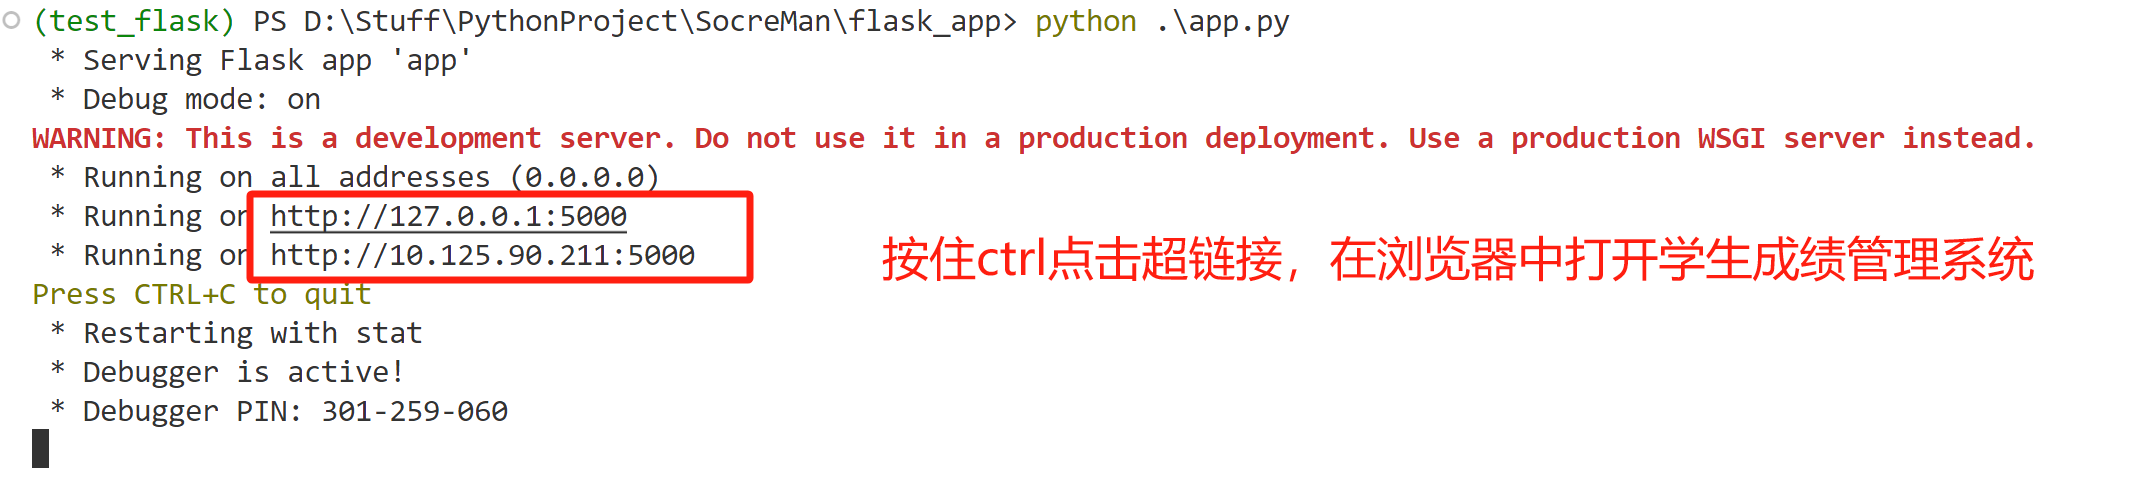 (test_flask) PS D:\Stuff\PythonProject\SocreMan\flask_app> python .\app.py
* Serving Flask app 'app'
* Debug mode: on
WARNING: This is a development server. Do not use it in a production deployment. Use a production WSGI server instead.
* Running on all addresses (0.0.0.0)
* Running on http://127.0.0.1:5000
* Running on http://10.125.90.211:5000
按住ctrl点击超链接，在浏览器中打开学生成绩管理系统
Press CTRL+C to quit
* Restarting with stat
* Debugger is active!
* Debugger PIN: 301-259-060